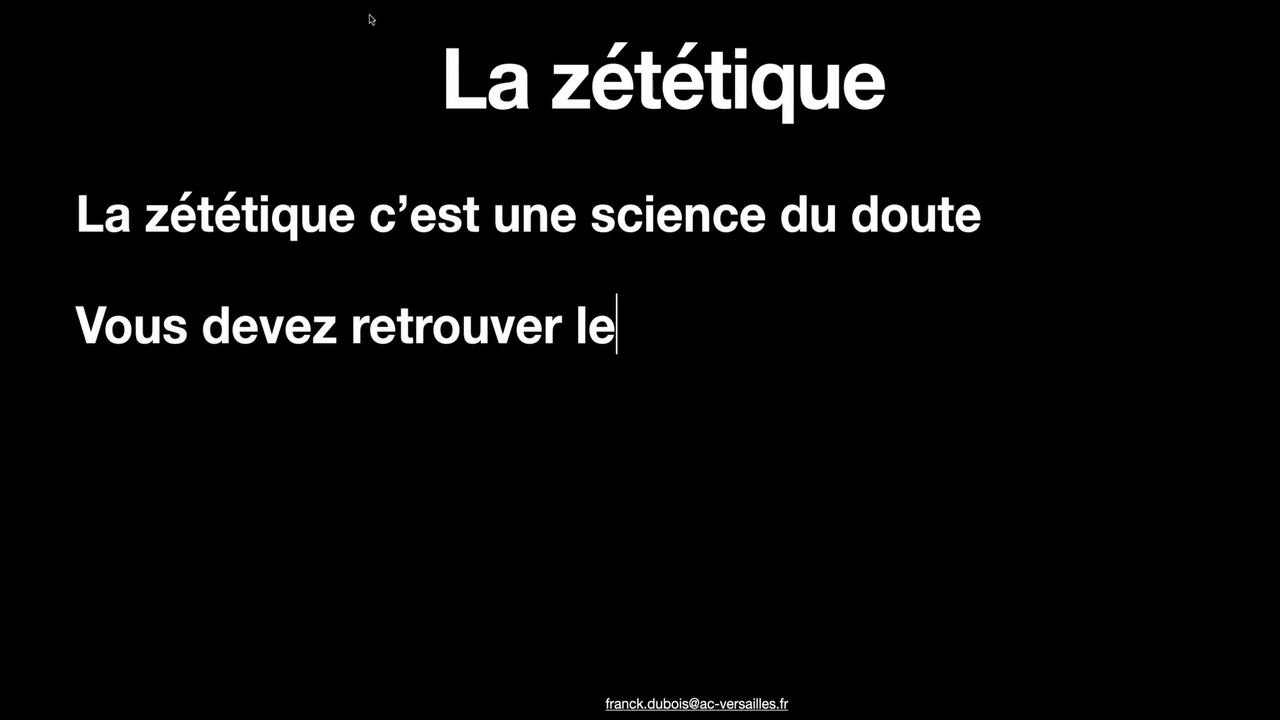 La zététique
La zététique c’est une science du doute
Vous devez retrouver le
franck.dubois@ac-versailles.fr